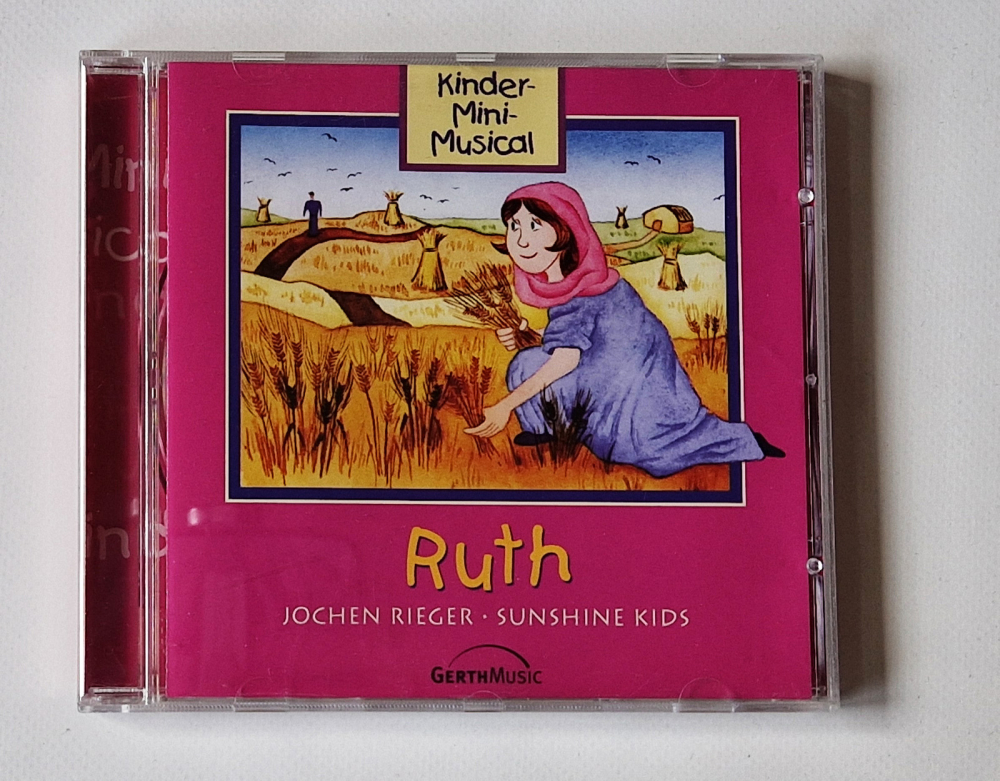 Kinder-
Mini-
Musical
Ruth
JOCHEN RIEGER · SUNSHINE KIDS
GERTHMUSIC